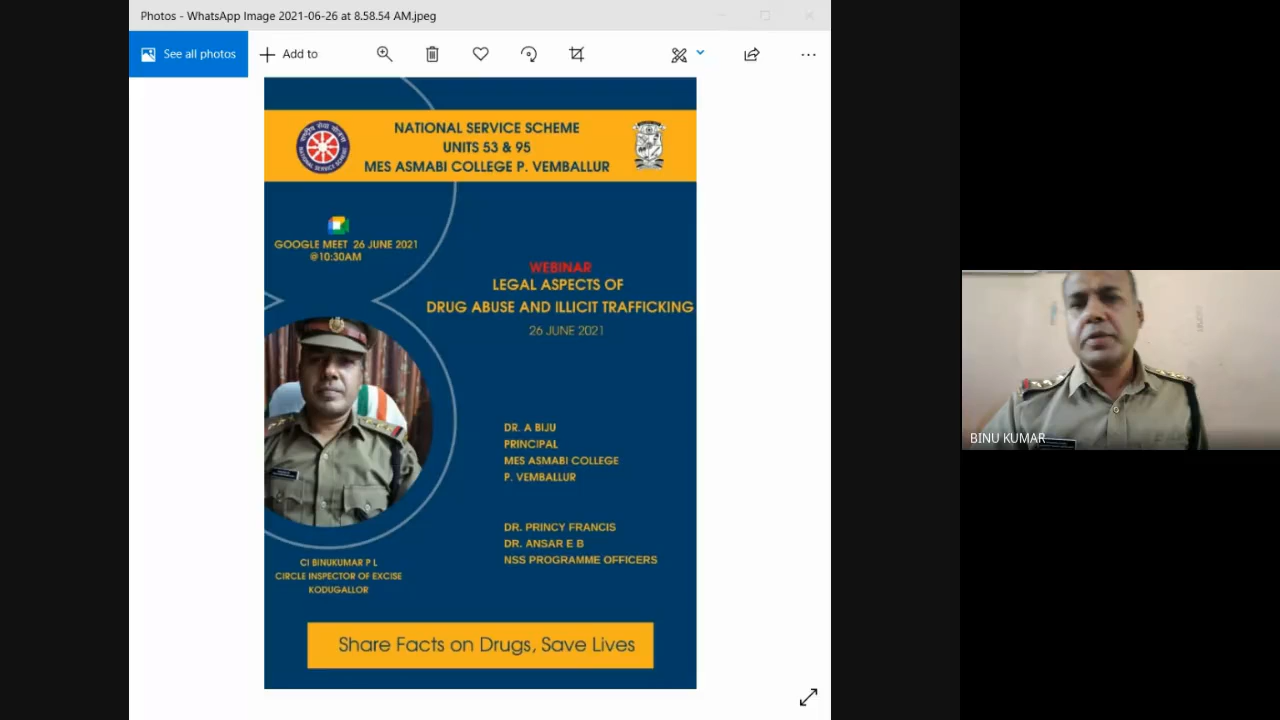 Photos - WhatsApp Image 2021-06-26 at 8.58.54 AM.jpeg
See all photos
Add to
NATIONAL SERVICE SCHEME
UNITS 53 & 95
MES ASMABI COLLEGE P. VEMBALLUR
राष्ट्रीय सेवा योजना
NATIONAL SERVICE SCHEME
GOOGLE MEET 26 JUNE 2021
@10:30AM
WEBINAR
LEGAL ASPECTS OF
DRUG ABUSE AND ILLICIT TRAFFICKING
26 JUNE 2021
DR. A BIJU
PRINCIPAL
MES ASMABI COLLEGE
P. VEMBALLUR
DR. PRINCY FRANCIS
DR. ANSAR E B
NSS PROGRAMME OFFICERS
CI BINUKUMAR P L
CIRCLE INSPECTOR OF EXCISE
KODUGALLOR
Share Facts on Drugs, Save Lives
BINU KUMAR